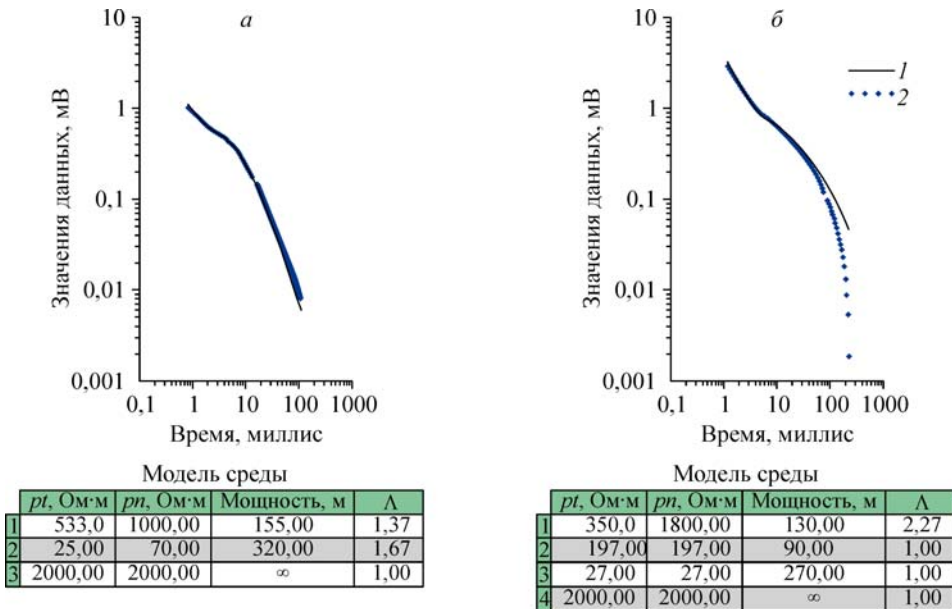 а
10
1
0,1
0,01
0,001
Значения данных, мВ
0,1 1 10 100 1000
Время, миллис
Модель среды
pt, Ом·м pn, Ом·м Мощность, м Λ
1 533,0 1000,00 155,00 1,37
2 25,00 70,00 320,00 1,67
3 2000,00 2000,00 ∞ 1,00
б
10
1
0,1
0,01
0,001
Значения данных, мВ
1
2
0,1 1 10 100 1000
Время, миллис
Модель среды
pt, Ом·м pn, Ом·м Мощность, м Λ
1 350,0 1800,00 130,00 2,27
2 197,00 197,00 90,00 1,00
3 27,00 27,00 270,00 1,00
4 2000,00 2000,00 ∞ 1,00